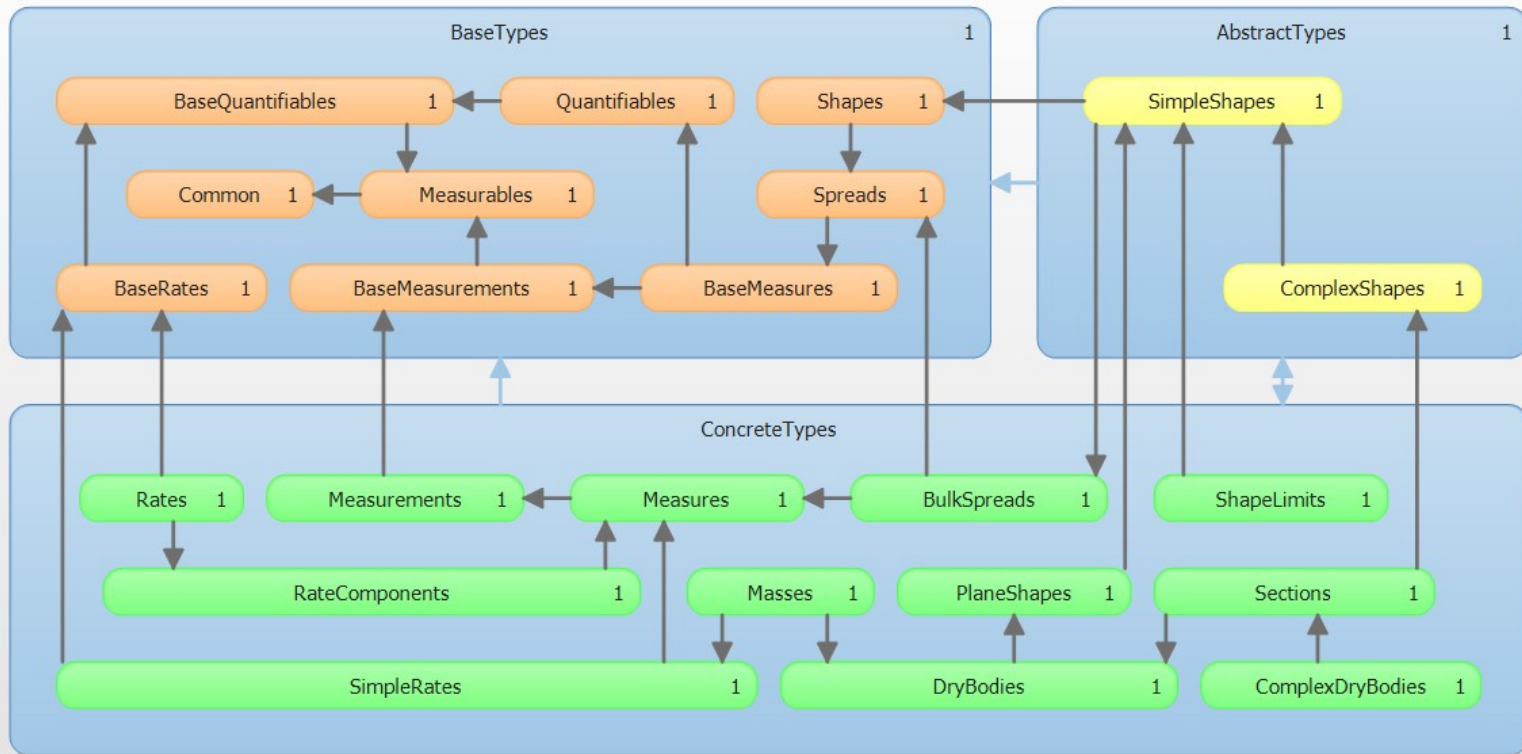 BaseTypes 1
AbstractTypes 1
BaseQuantifiables 1
Quantifiables 1
Shapes 1
SimpleShapes 1
Common 1
Measurables 1
Spreads 1
BaseRates 1
BaseMeasurements 1
BaseMeasures 1
ComplexShapes 1
ConcreteTypes
Rates 1
Measurements 1
Measures 1
BulkSpreads 1
ShapeLimits 1
RateComponents 1
Masses 1
PlaneShapes 1
Sections 1
SimpleRates 1
DryBodies 1
ComplexDryBodies 1